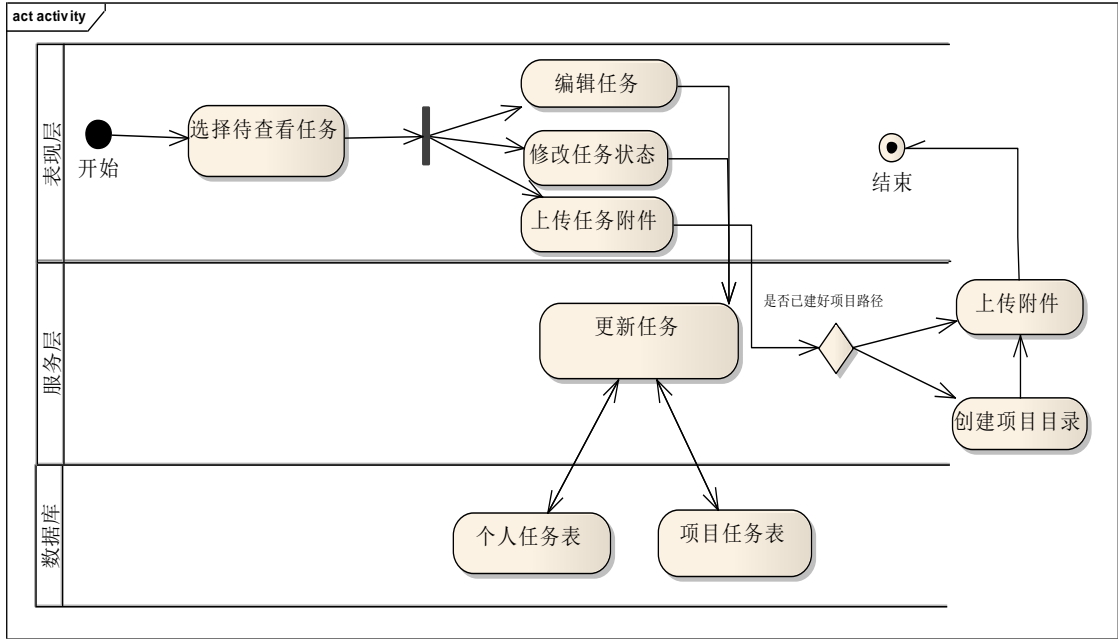 act activity
表现层
开始
选择待查看任务
编辑任务
修改任务状态
上传任务附件
结束
服务层
更新任务
是否已建好项目路径
上传附件
创建项目目录
数据库
个人任务表
项目任务表